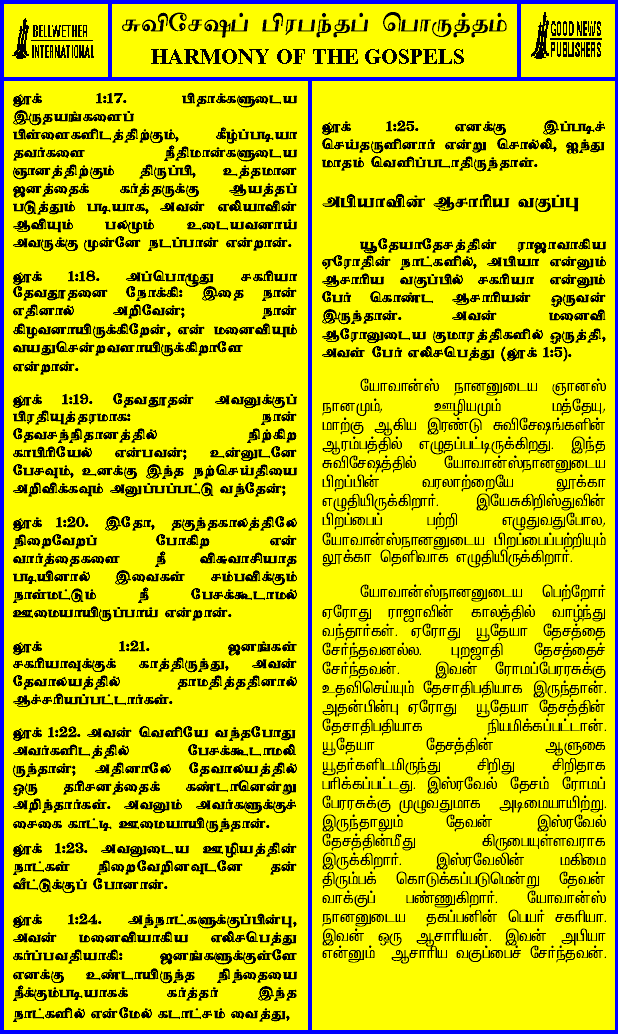 BELLWETHER
INTERNATIONAL
சுவிசேஷப் பிரபந்தப் பொருத்தம்
HARMONY OF THE GOSPELS
GOOD NEWS
PUBLISHERS
லூக் 1:17. பிதாக்களுடைய
இருதயங்களைப்
பிள்ளைகளிடத்திற்கும், கீழ்ப்படியா
தவர்களை நீதிமான்களுடைய
ஞானத்திற்கும் திருப்பி, உத்தமான
ஜனத்தைக் கர்த்தருக்கு ஆயத்தப்
படுத்தும் படியாக, அவன் எலியாவின்
ஆவியும் பலமும் உடையவனாய்
அவருக்கு முன்னே நடப்பான் என்றான்.
லூக் 1:18. அப்பொழுது சகரியா
தேவதூதனை நோக்கி: இதை நான்
எதினால் அறிவேன்; நான்
கிழவனாயிருக்கிறேன், என் மனைவியும்
வயதுசென்றவளாயிருக்கிறாளே
என்றான்.
லூக் 1:19. தேவதூதன் அவனுக்குப்
பிரதியுத்தரமாக: நான்
தேவசந்நிதானத்தில் நிற்கிற
காபிரியேல் என்பவன்; உன்னுடனே
பேசவும், உனக்கு இந்த நற்செய்தியை
அறிவிக்கவும் அனுப்பப்பட்டு வந்தேன்;
லூக் 1:20. இதோ, தகுந்தகாலத்திலே
நிறைவேறப் போகிற என்
வார்த்தைகளை நீ விசுவாசியாத
படியினால் இவைகள் சம்பவிக்கும்
நாள்மட்டும் நீ பேசக்கூடாமல்
ஊமையாயிருப்பாய் என்றான்.
லூக் 1:21. ஜனங்கள்
சகரியாவுக்குக் காத்திருந்து, அவன்
தேவாலயத்தில் தாமதித்ததினால்
ஆச்சரியப்பட்டார்கள்.
லூக் 1:22. அவன் வெளியே வந்தபோது
அவர்களிடத்தில் பேசக்கூடாமலி
ருந்தான்; அதினாலே தேவாலயத்தில்
ஒரு தரிசனத்தைக் கண்டானென்று
அறிந்தார்கள். அவனும் அவர்களுக்குச்
சைகை காட்டி ஊமையாயிருந்தான்.
லூக் 1:23. அவனுடைய ஊழியத்தின்
நாட்கள் நிறைவேறினவுடனே தன்
வீட்டுக்குப் போனான்.
லூக் 1:24. அந்நாட்களுக்குப்பின்பு,
அவன் மனைவியாகிய எலிசபெத்து
கர்ப்பவதியாகி: ஜனங்களுக்குள்ளே
எனக்கு உண்டாயிருந்த நிந்தையை
நீக்கும்படியாகக் கர்த்தர் இந்த
நாட்களில் என்மேல் கடாட்சம் வைத்து,
லூக் 1:25. எனக்கு இப்படிச்
செய்தருளினார் என்று சொல்லி, ஐந்து
மாதம் வெளிப்படாதிருந்தாள்.
அபியாவின் ஆசாரிய வகுப்பு
யூதேயாதேசத்தின் ராஜாவாகிய
ஏரோதின் நாட்களில், அபியா என்னும்
ஆசாரிய வகுப்பில் சகரியா என்னும்
பேர் கொண்ட ஆசாரியன் ஒருவன்
இருந்தான். அவன் மனைவி
ஆரோனுடைய குமாரத்திகளில் ஒருத்தி,
அவள் பேர் எலிசபெத்து (லூக் 1:5).
யோவான்ஸ் நானனுடைய ஞானஸ்
நானமும், ஊழியமும் மத்தேயு,
மாற்கு ஆகிய இரண்டு சுவிசேஷங்களின்
ஆரம்பத்தில் எழுதப்பட்டிருக்கிறது. இந்த
சுவிசேஷத்தில் யோவான்ஸ்நானனுடைய
பிறப்பின் வரலாற்றையே லூக்கா
எழுதியிருக்கிறார். இயேசுகிறிஸ்துவின்
பிறப்பைப் பற்றி எழுதுவதுபோல,
யோவான்ஸ்நானனுடைய பிறப்பைப்பற்றியும்
லூக்கா தெளிவாக எழுதியிருக்கிறார்.
யோவான்ஸ்நானனுடைய பெற்றோர்
ஏரோது ராஜாவின் காலத்தில் வாழ்ந்து
வந்தார்கள். ஏரோது யூதேயா தேசத்தை
சேர்ந்தவனல்ல. புறஜாதி தேசத்தைச்
சேர்ந்தவன். இவன் ரோமப்பேரரசுக்கு
உதவிசெய்யும் தேசாதிபதியாக இருந்தான்.
அதன்பின்பு ஏரோது யூதேயா தேசத்தின்
தேசாதிபதியாக நியமிக்கப்பட்டான்.
யூதேயா தேசத்தின் ஆளுகை
யூதர்களிடமிருந்து சிறிது சிறிதாக
பரிக்கப்பட்டது. இஸ்ரவேல் தேசம் ரோமப்
பேரரசுக்கு முழுவதுமாக அடிமையாயிற்று.
இருந்தாலும் தேவன் இஸ்ரவேல்
தேசத்தின்மீது கிருபையுள்ளவராக
இருக்கிறார். இஸ்ரவேலின் மகிமை
திரும்பக் கொடுக்கப்படுமென்று தேவன்
வாக்குப் பண்ணுகிறார். யோவான்ஸ்
நானனுடைய தகப்பனின் பெயர் சகரியா.
இவன் ஒரு ஆசாரியன். இவன் அபியா
என்னும் ஆசாரிய வகுப்பைச் சேர்ந்தவன்.